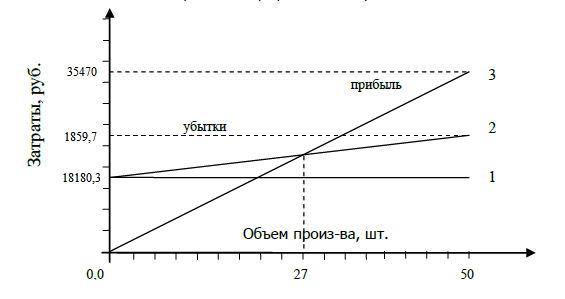 Затраты, руб.
35470
прибыль
3
1859,7
убытки
2
18180,3
1
Объем произ-ва, шт.
0,0
27
50